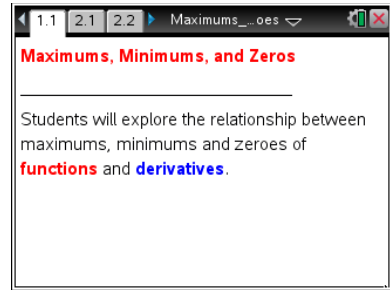 1.1 2.1 2.2 Maximums_...oes
Maximums, Minimums, and Zeros
Students will explore the relationship between
maximums, minimums and zeroes of
functions and derivatives.